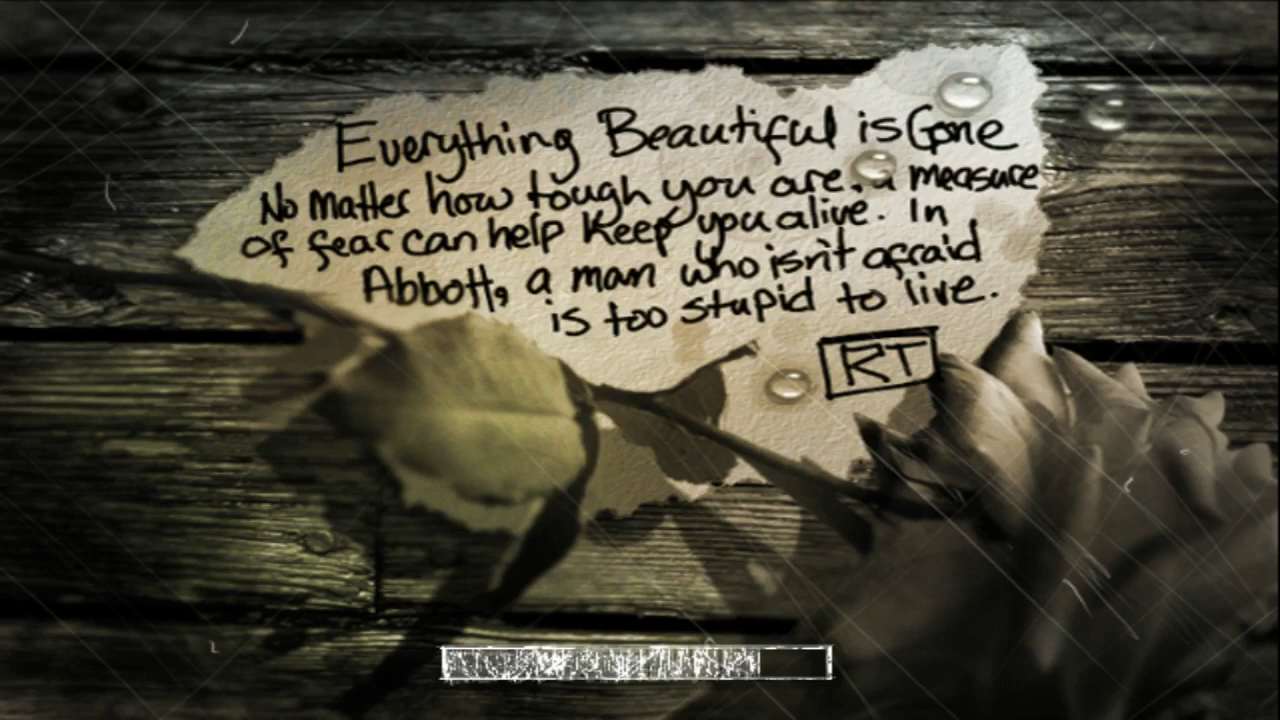 Everything Beautiful is Gone
No matter how tough you are, a measure
of fear can help keep you alive. In
Abbott, a man who isn't afraid
is too stupid to live.
RT